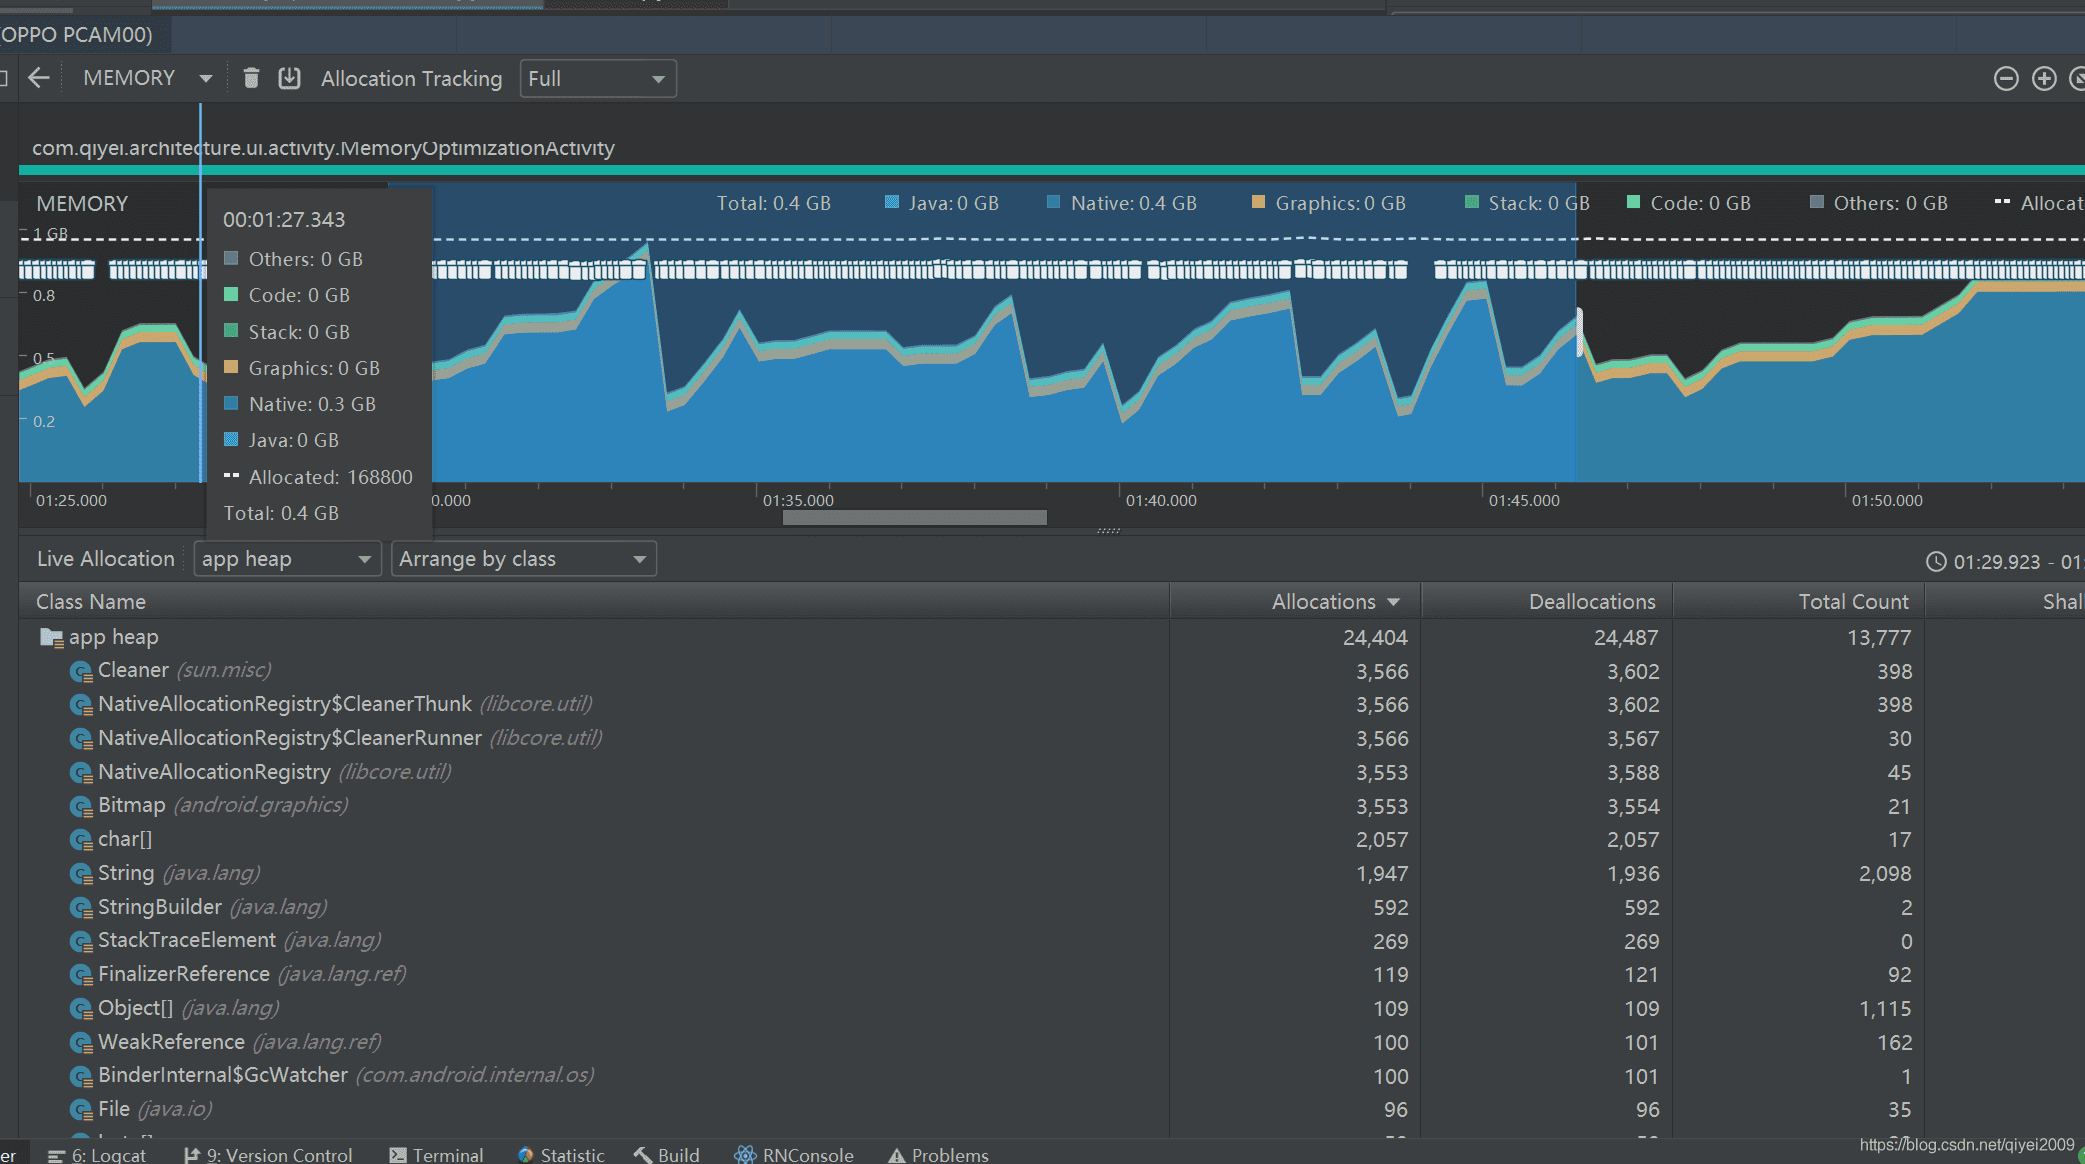 OPPO PCAM00)
MEMORY
Allocation Tracking
Full
com.qiyei.architecture.ui.activity.MemoryOptimizationActivity
MEMORY
Total: 0.4 GB
Java: 0 GB
Native: 0.4 GB
Graphics: 0 GB
Stack: 0 GB
Code: 0 GB
Others: 0 GB
Allocat
1 GB
0.8
0.5
0.2
00:01:27.343
Others: 0 GB
Code: 0 GB
Stack: 0 GB
Graphics: 0 GB
Native: 0.3 GB
Java: 0 GB
Allocated: 168800
Total: 0.4 GB
01:25.000
0.000
01:35.000
01:40.000
01:45.000
01:50.000
Live Allocation
app heap
Arrange by class
01:29.923 - 01:
Class Name Allocations Deallocations Total Count Shall
app heap 24,404 24,487 13,777
Cleaner (sun.misc) 3,566 3,602 398
NativeAllocationRegistry$CleanerThunk (libcore.util) 3,566 3,602 398
NativeAllocationRegistry$CleanerRunner (libcore.util) 3,566 3,567 30
NativeAllocationRegistry (libcore.util) 3,553 3,588 45
Bitmap (android.graphics) 3,553 3,554 21
char[] 2,057 2,057 17
String (java.lang) 1,947 1,936 2,098
StringBuilder (java.lang) 592 592 2
StackTraceElement (java.lang) 269 269 0
FinalizerReference (java.lang.ref) 119 121 92
Object[] (java.lang) 109 109 1,115
WeakReference (java.lang.ref) 100 101 162
BinderInternal$GcWatcher (com.android.internal.os) 100 101 1
File (java.io) 96 96 35
er
6: Logcat
9: Version Control
Terminal
Statistic
Build
RNConsole
Problems
https://blog.csdn.net/qiyei2009